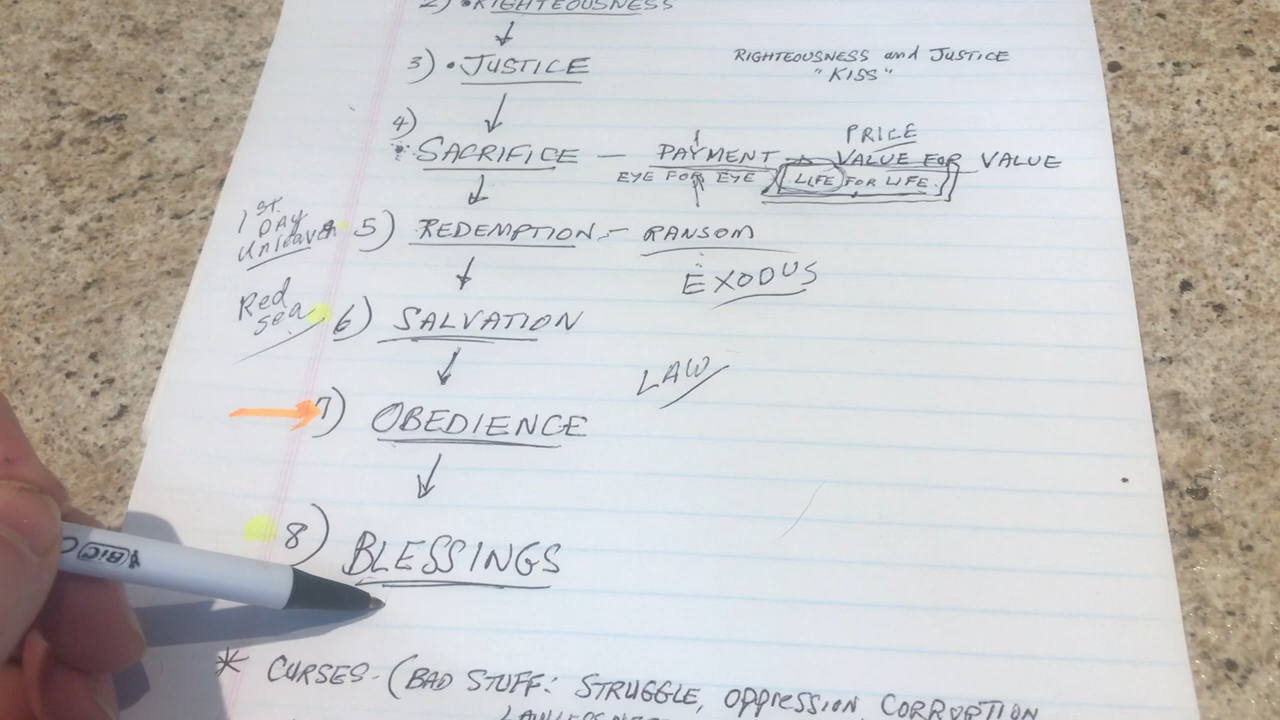 2) • RIGHTEOUSNESS
3) • JUSTICE
RIGHTEOUSNESS and JUSTICE
"KISS"
4)
SACRIFICE — PAYMENT
PRICE
VALUE FOR VALUE
EYE FOR EYE
LIFE FOR LIFE
1 ST.
DAY
5) REDEMPTION — RANSOM
EXODUS
Red
sea
6) SALVATION
LAW
7) OBEDIENCE
8) BLESSINGS
BIC
* CURSES - (BAD STUFF: STRUGGLE, OPPRESSION, CORRUPTION